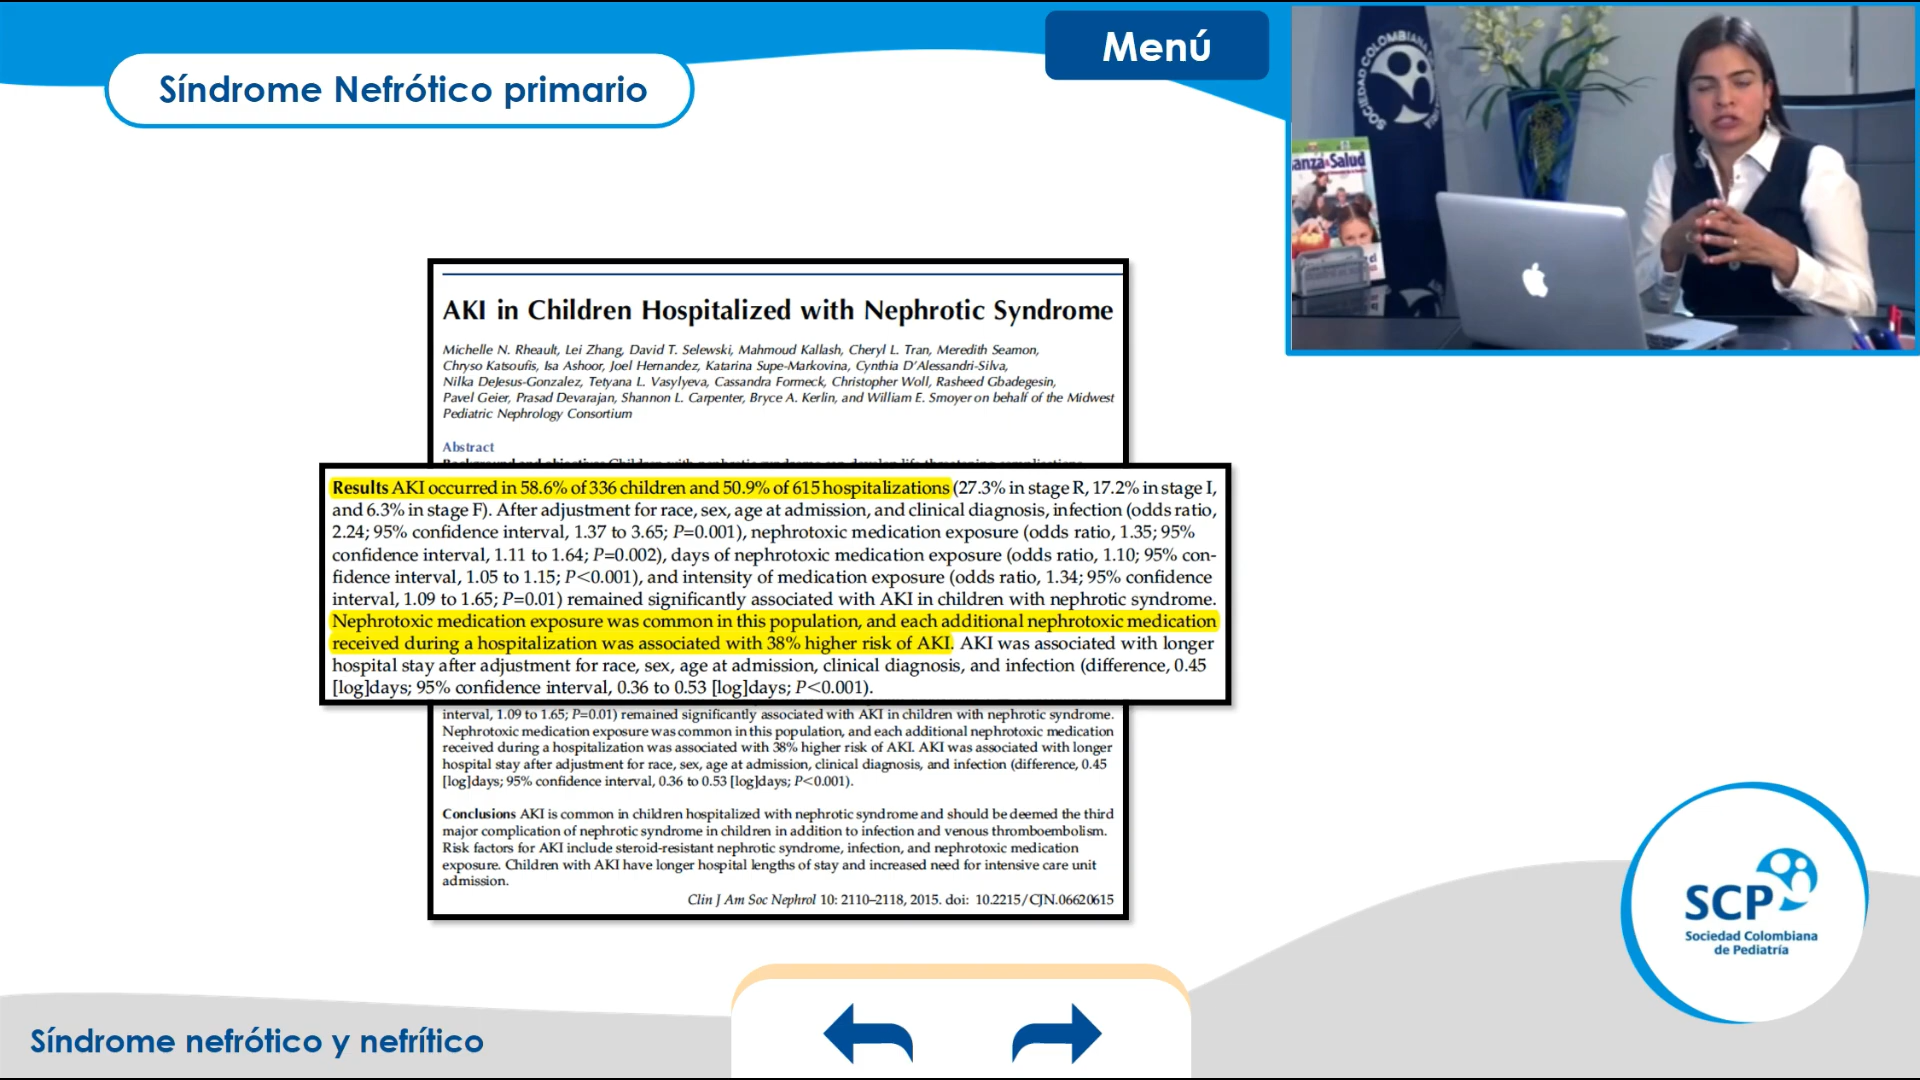 Síndrome Nefrótico primario
Menú
SOCIEDAD COLOMBIANA
anza&Salud
AKI in Children Hospitalized with Nephrotic Syndrome
Michelle N. Rheault, Lei Zhang, David T. Selewski, Mahmoud Kallash, Cheryl L. Tran, Meredith Seamon,
Chryso Katsoufis, Isa Ashoor, Joel Hernandez, Katarina Supe-Markovina, Cynthia D'Alessandri-Silva,
Nilka DeJesus-Gonzalez, Tetyana L. Vasylyeva, Cassandra Formeck, Christopher Woll, Rasheed Gbadegesin,
Pavel Geier, Prasad Devarajan, Shannon L. Carpenter, Bryce A. Kerlin, and William E. Smoyer on behalf of the Midwest
Pediatric Nephrology Consortium
Abstract
Results AKI occurred in 58.6% of 336 children and 50.9% of 615 hospitalizations (27.3% in stage R, 17.2% in stage I,
and 6.3% in stage F). After adjustment for race, sex, age at admission, and clinical diagnosis, infection (odds ratio,
2.24; 95% confidence interval, 1.37 to 3.65; P=0.001), nephrotoxic medication exposure (odds ratio, 1.35; 95%
confidence interval, 1.11 to 1.64; P=0.002), days of nephrotoxic medication exposure (odds ratio, 1.10; 95% con-
fidence interval, 1.05 to 1.15; P<0.001), and intensity of medication exposure (odds ratio, 1.34; 95% confidence
interval, 1.09 to 1.65; P=0.01) remained significantly associated with AKI in children with nephrotic syndrome.
Nephrotoxic medication exposure was common in this population, and each additional nephrotoxic medication
received during a hospitalization was associated with 38% higher risk of AKI. AKI was associated with longer
hospital stay after adjustment for race, sex, age at admission, clinical diagnosis, and infection (difference, 0.45
[log]days; 95% confidence interval, 0.36 to 0.53 [log]days; P<0.001).
interval, 1.09 to 1.65; P=0.01) remained significantly associated with AKI in children with nephrotic syndrome.
Nephrotoxic medication exposure was common in this population, and each additional nephrotoxic medication
received during a hospitalization was associated with 38% higher risk of AKI. AKI was associated with longer
hospital stay after adjustment for race, sex, age at admission, clinical diagnosis, and infection (difference, 0.45
[log]days; 95% confidence interval, 0.36 to 0.53 [log]days; P<0.001).
Conclusions AKI is common in children hospitalized with nephrotic syndrome and should be deemed the third
major complication of nephrotic syndrome in children in addition to infection and venous thromboembolism.
Risk factors for AKI include steroid-resistant nephrotic syndrome, infection, and nephrotoxic medication
exposure. Children with AKI have longer hospital lengths of stay and increased need for intensive care unit
admission.
Clin J Am Soc Nephrol 10: 2110–2118, 2015. doi: 10.2215/CJN.06620615
SCP
Sociedad Colombiana
de Pediatría
Síndrome nefrótico y nefrítico